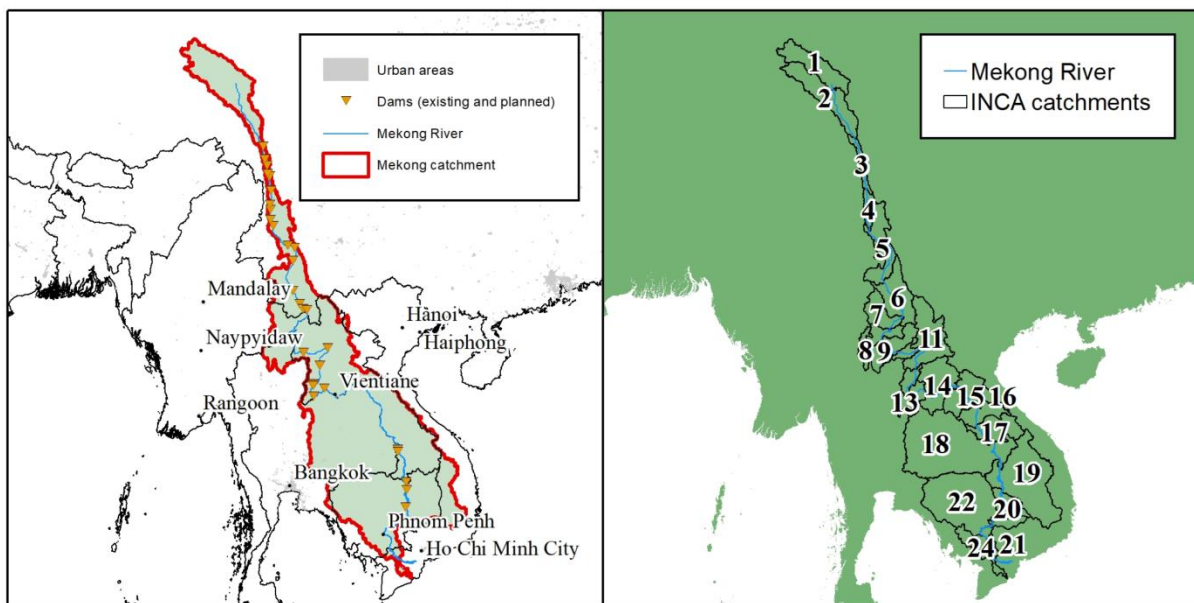 Urban areas
Dams (existing and planned)
Mekong River
Mekong catchment
Mandalay
Hanoi
Naypyidaw
Haiphong
Vientiane
Rangoon
Bangkok
Phnom Penh
Ho Chi Minh City
Mekong River
INCA catchments
1
2
3
4
5
6
7
8
9
11
13
14
15
16
17
18
19
20
22
24
21